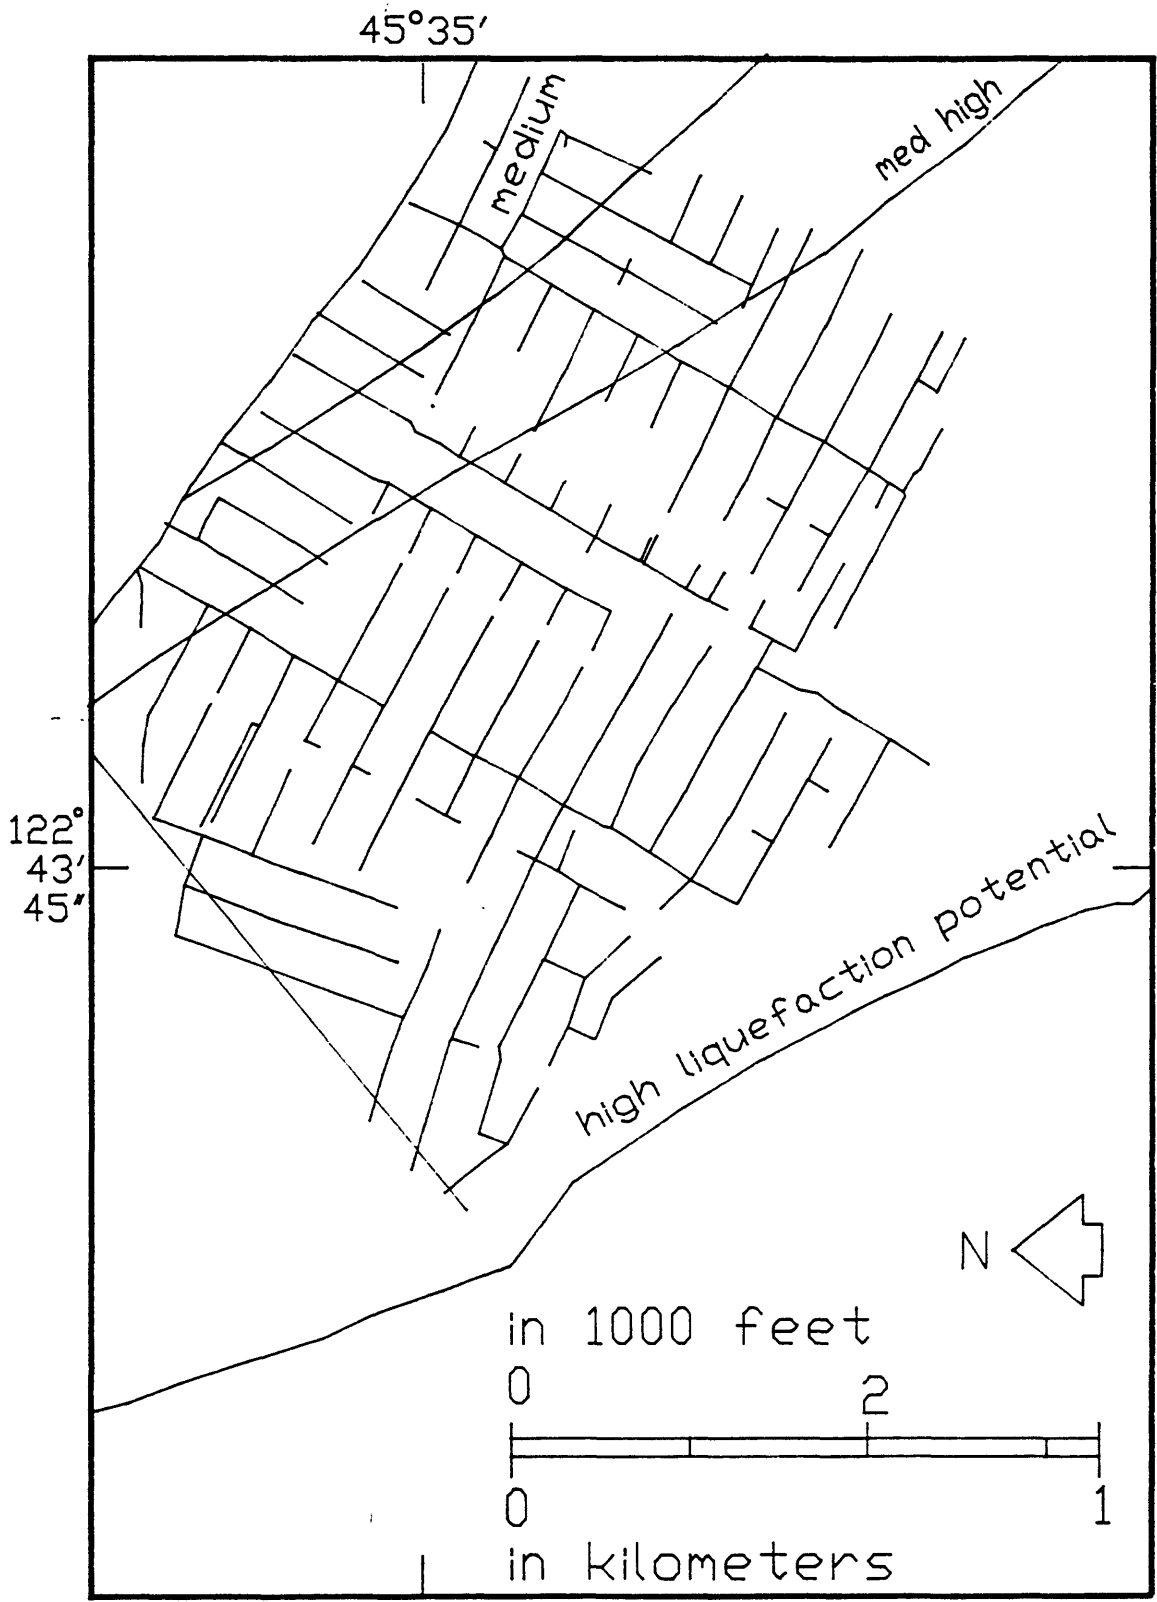 45°35'
medium
med high
122°
43'
45"
high liquefaction potential
N
in 1000 feet
0 2
0 1
in kilometers